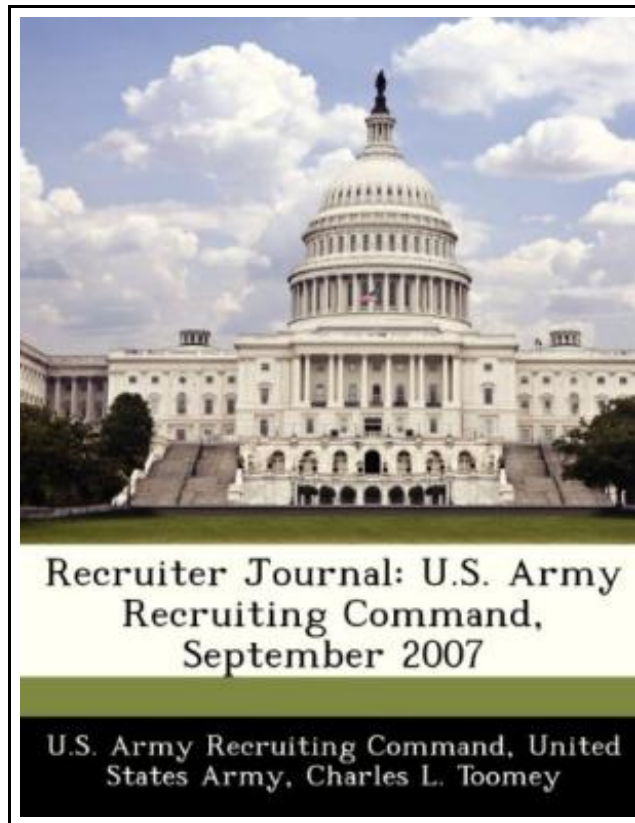 Recruiter Journal: U.S. Army
Recruiting Command,
September 2007
U.S. Army Recruiting Command, United
States Army, Charles L. Toomey